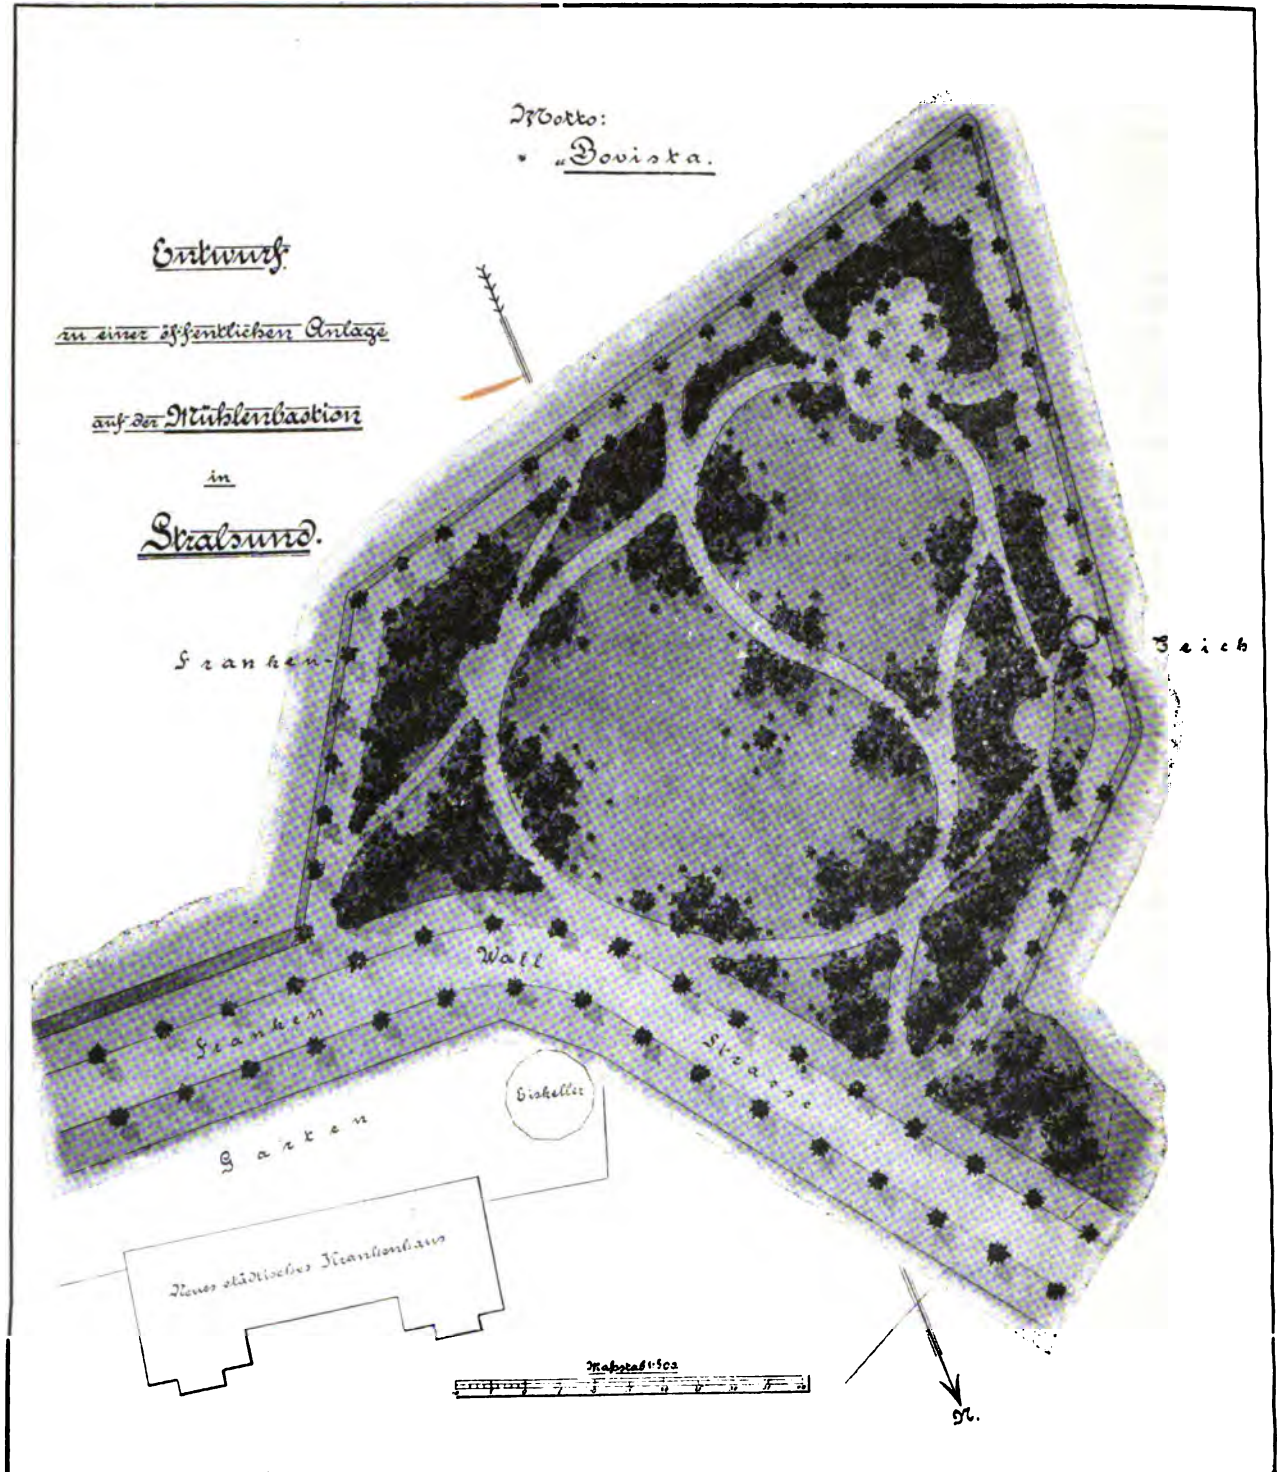 Motto:
„Bovista.
Entwurf
zu einer öffentlichen Anlage
auf der Mühlenbastion
in
Stralsund.
Franken-
Teich
Wall
Franken
Strasse
Eiskeller
Garten
Neues städtisches Krankenhaus
Maßstab 1:500
N.